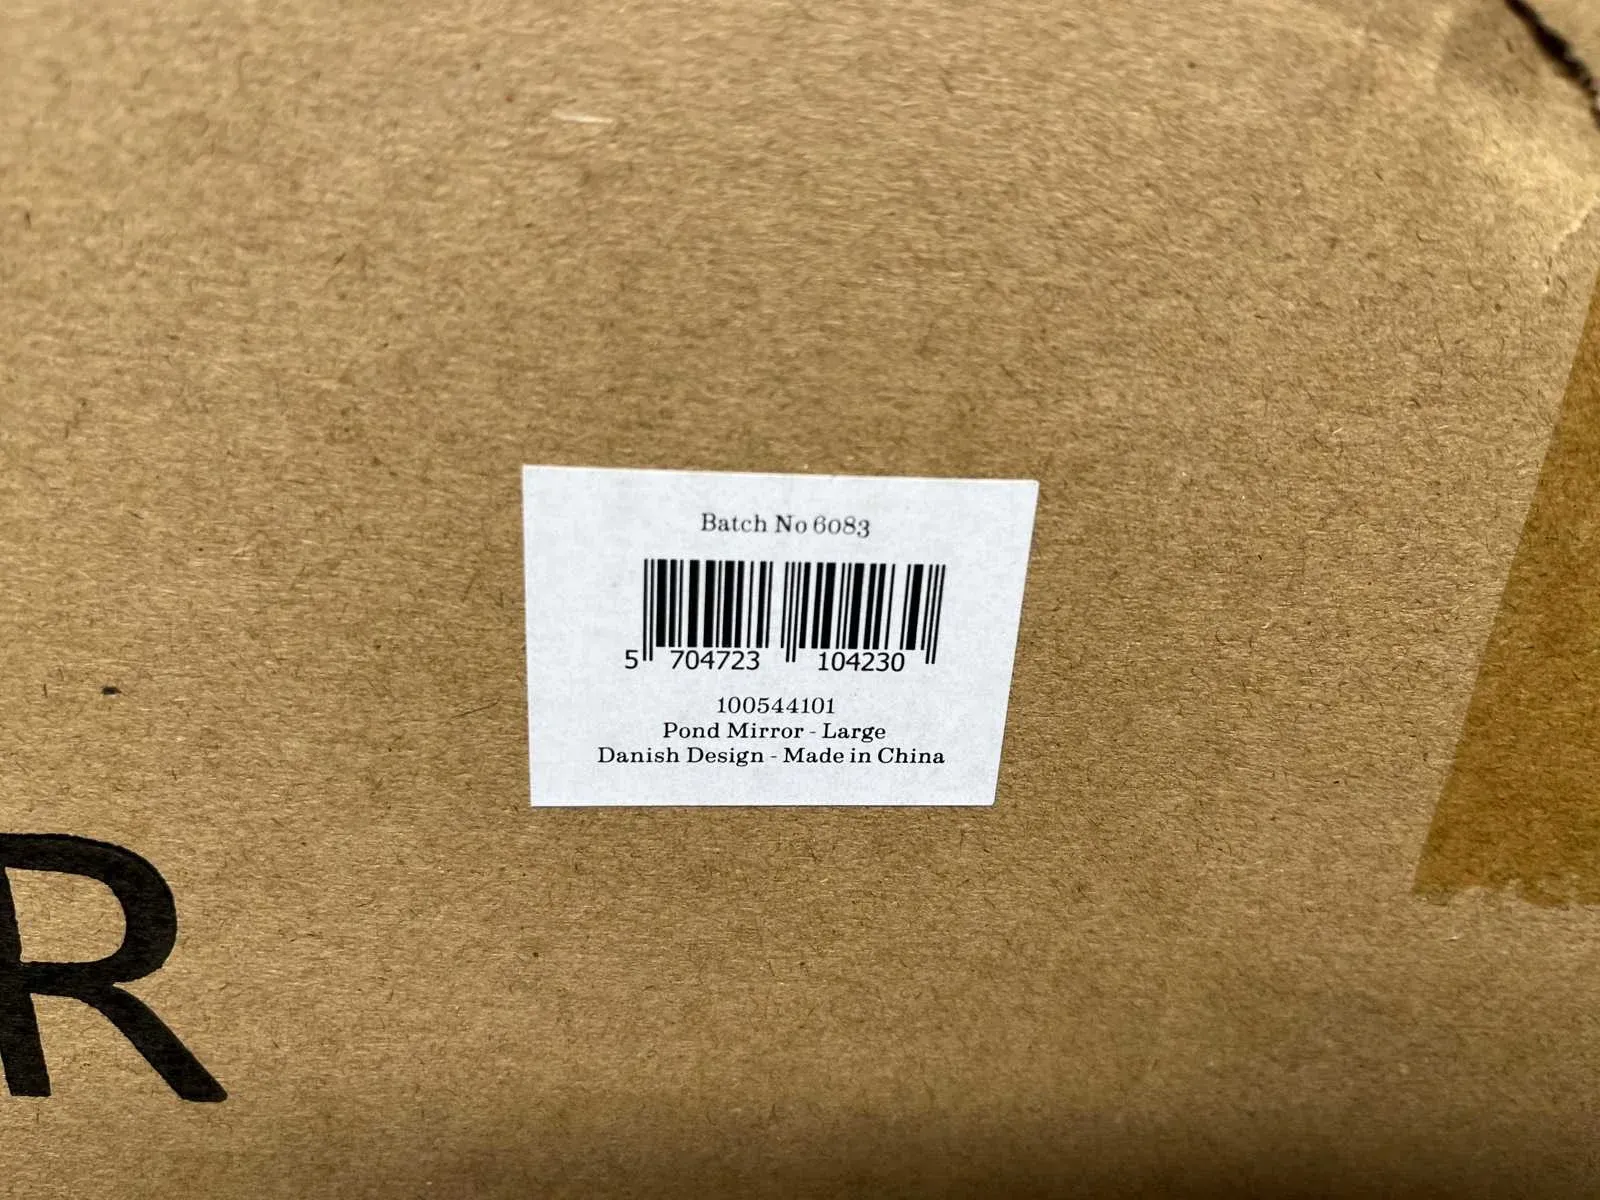 Batch No 6083
5 704723 104230
100544101
Pond Mirror - Large
Danish Design - Made in China
R